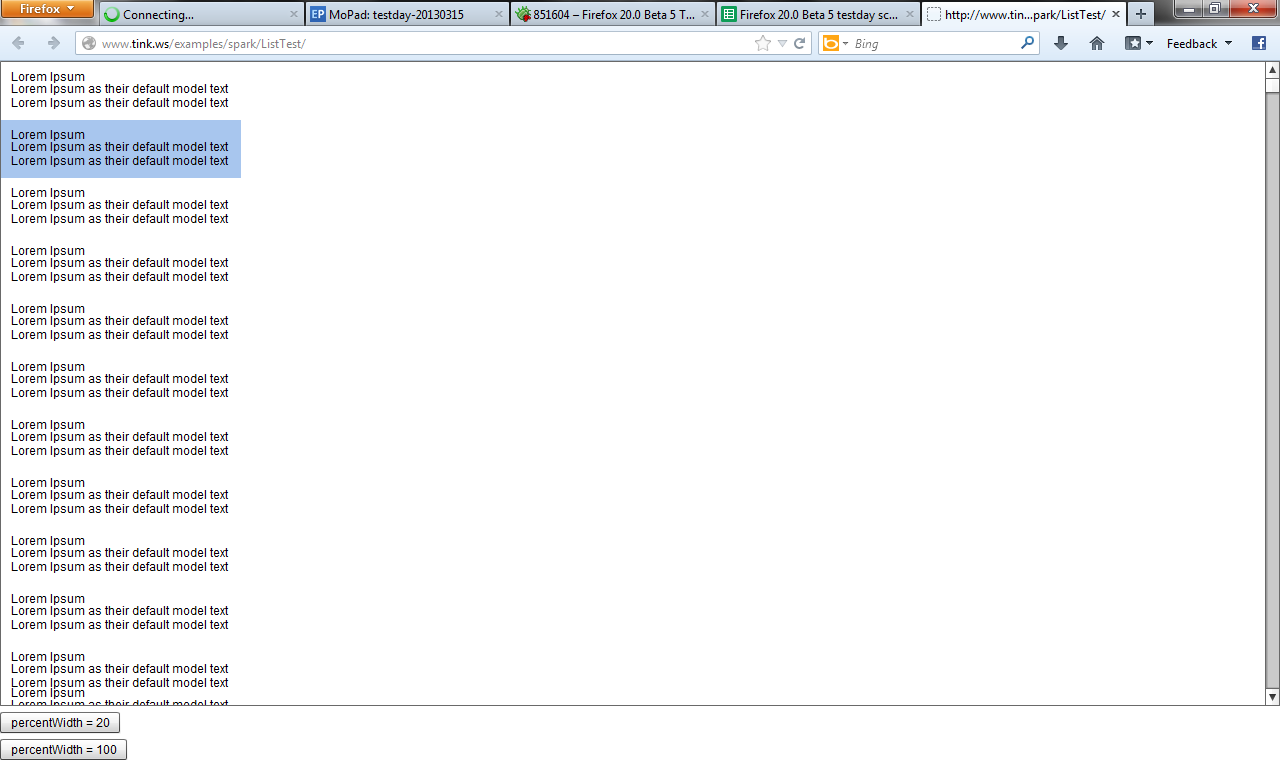 Firefox
Connecting...
MoPad: testday-20130315
851604 – Firefox 20.0 Beta 5 T...
Firefox 20.0 Beta 5 testday sc...
http://www.tin...park/ListTest/
www.tink.ws/examples/spark/ListTest/
Bing
Feedback
Lorem Ipsum
Lorem Ipsum as their default model text
Lorem Ipsum as their default model text
Lorem Ipsum
Lorem Ipsum as their default model text
Lorem Ipsum as their default model text
Lorem Ipsum
Lorem Ipsum as their default model text
Lorem Ipsum as their default model text
Lorem Ipsum
Lorem Ipsum as their default model text
Lorem Ipsum as their default model text
Lorem Ipsum
Lorem Ipsum as their default model text
Lorem Ipsum as their default model text
Lorem Ipsum
Lorem Ipsum as their default model text
Lorem Ipsum as their default model text
Lorem Ipsum
Lorem Ipsum as their default model text
Lorem Ipsum as their default model text
Lorem Ipsum
Lorem Ipsum as their default model text
Lorem Ipsum as their default model text
Lorem Ipsum
Lorem Ipsum as their default model text
Lorem Ipsum as their default model text
Lorem Ipsum
Lorem Ipsum as their default model text
Lorem Ipsum as their default model text
Lorem Ipsum
Lorem Ipsum as their default model text
Lorem Ipsum as their default model text
Lorem Ipsum
Lorem Ipsum as their default model text
percentWidth = 20
percentWidth = 100